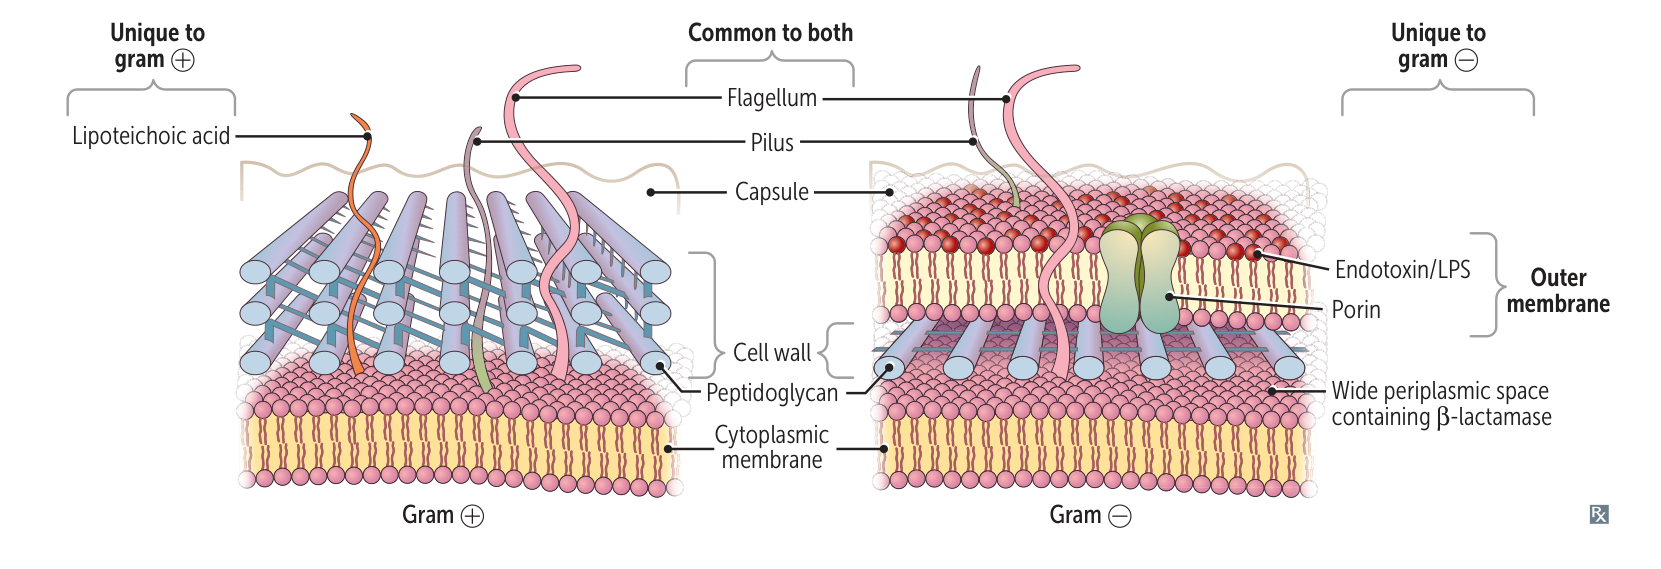 Unique to
gram ⊕
Common to both
Unique to
gram ⊖
Flagellum
Lipoteichoic acid
Pilus
Capsule
Endotoxin/LPS
Outer
membrane
Porin
Cell wall
Peptidoglycan
Wide periplasmic space
containing β-lactamase
Cytoplasmic
membrane
Gram ⊕
Gram ⊖
Rx